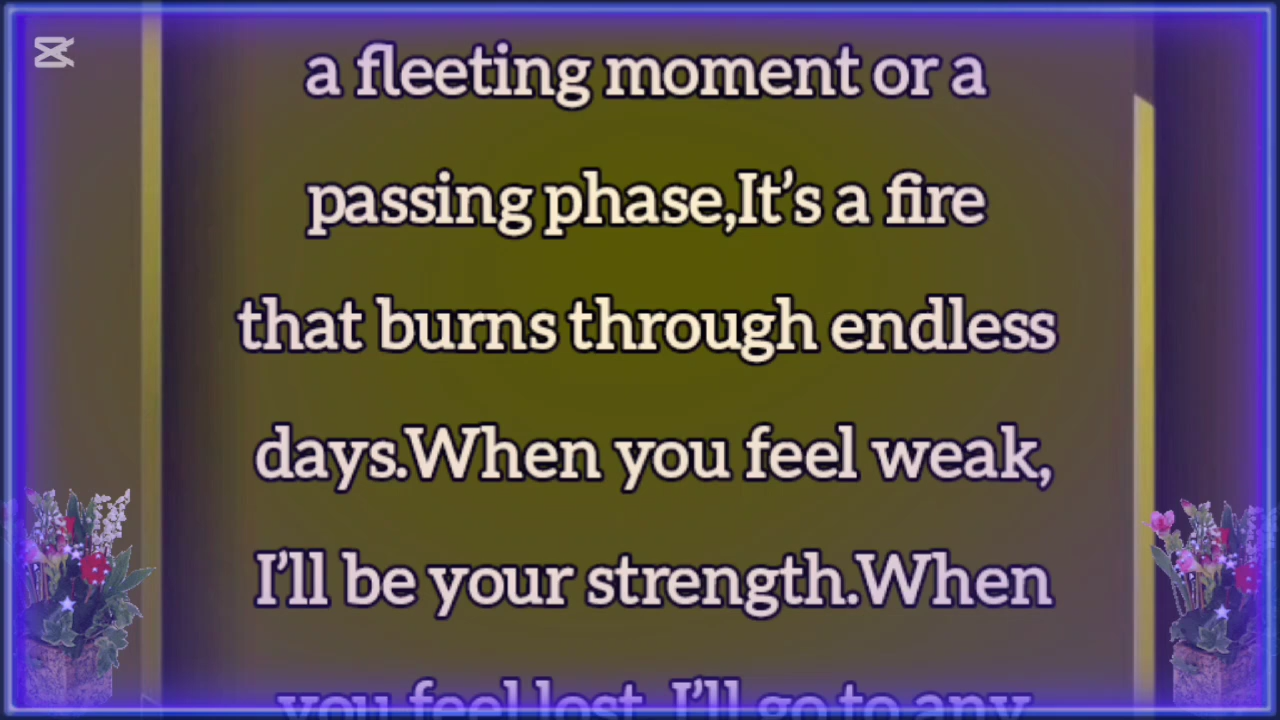 a fleeting moment or a
passing phase,It’s a fire
that burns through endless
days.When you feel weak,
I’ll be your strength.When
you feel lost, I’ll go to any